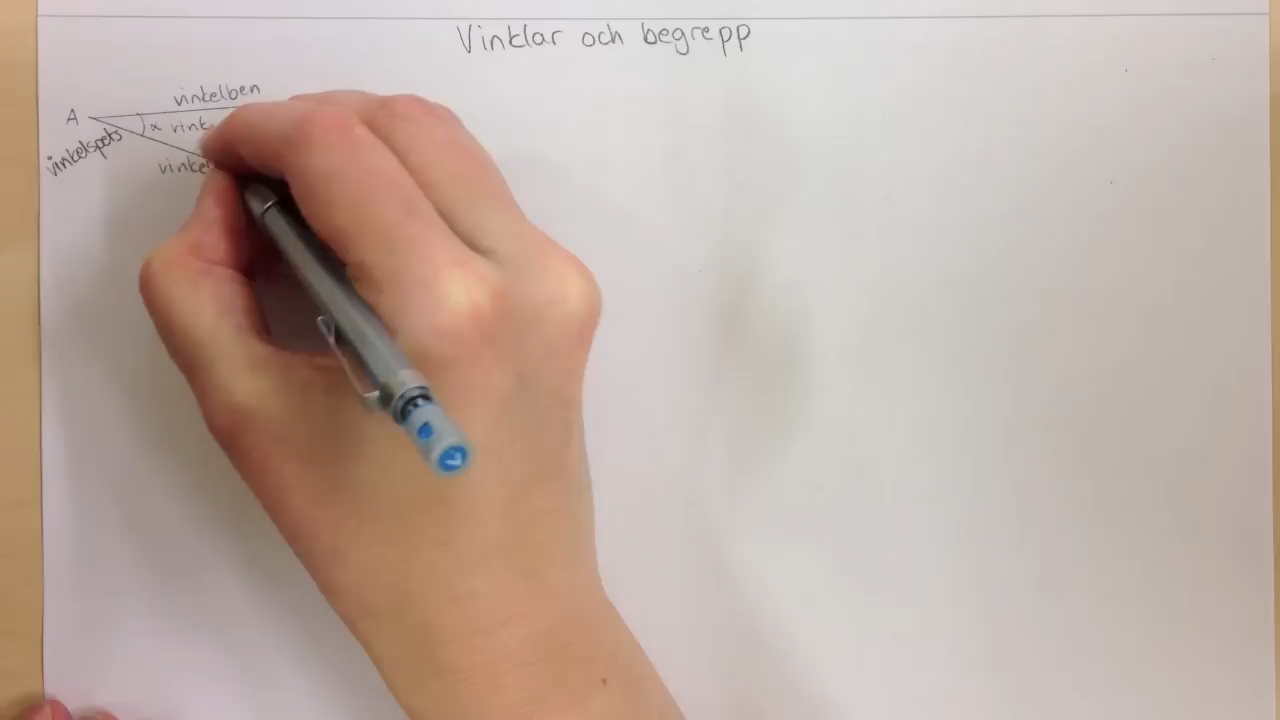 Vinklar och begrepp
vinkelben
A
x
vinkelspets